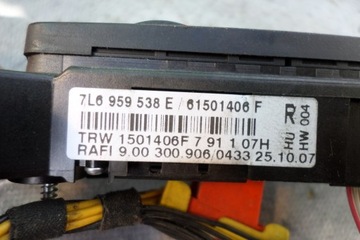 7L6 959 538 E / 61501406 F
R
HU HW 004
TRW 1501406F 7 91 1 07H
RAFI 9.00 300.906/0433 25.10.07